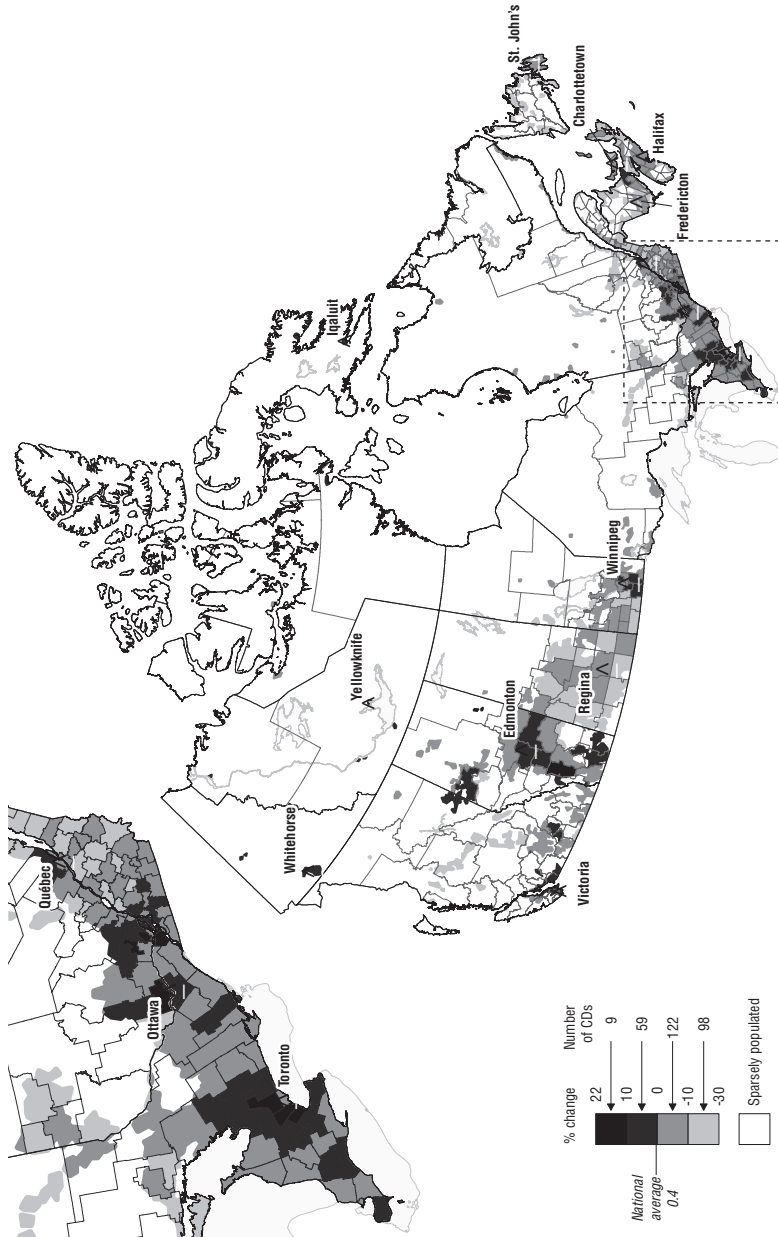 Québec
Ottawa
Toronto
Whitehorse
Yellowknife
Iqaluit
Edmonton
Regina
Winnipeg
Victoria
St. John's
Charlottetown
Halifax
Fredericton
% change
Number
of CDs
22
9
10
59
0
122
-10
98
-30
National
average
0.4
Sparsely populated